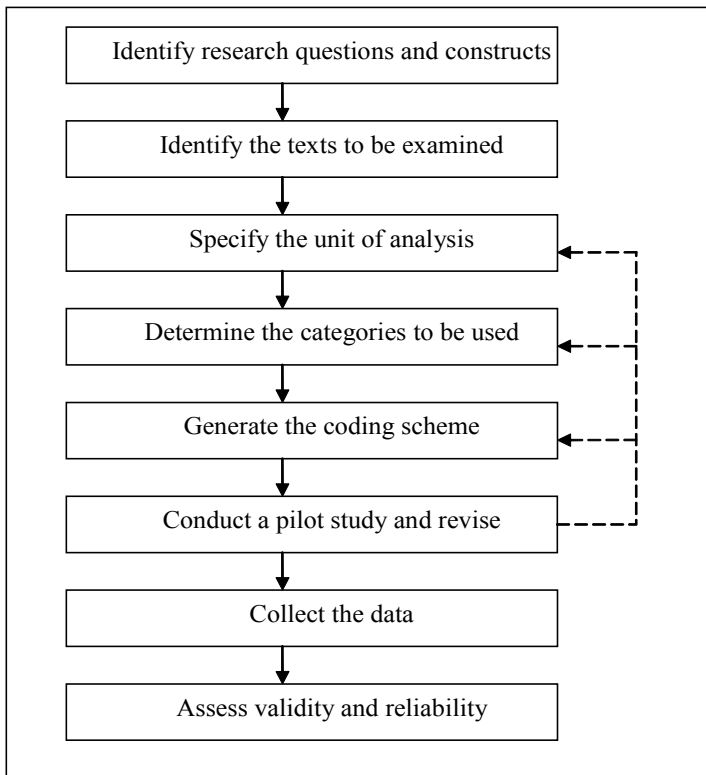 Identify research questions and constructs
Identify the texts to be examined
Specify the unit of analysis
Determine the categories to be used
Generate the coding scheme
Conduct a pilot study and revise
Collect the data
Assess validity and reliability